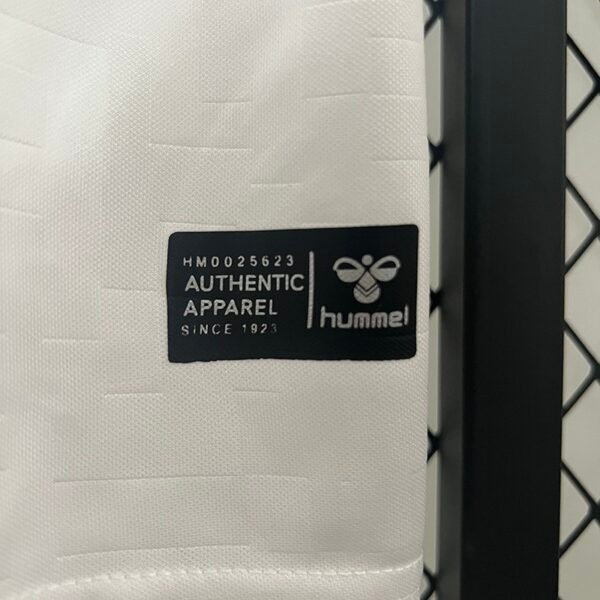 HM0025623
AUTHENTIC
APPAREL
SINCE 1923
hummel